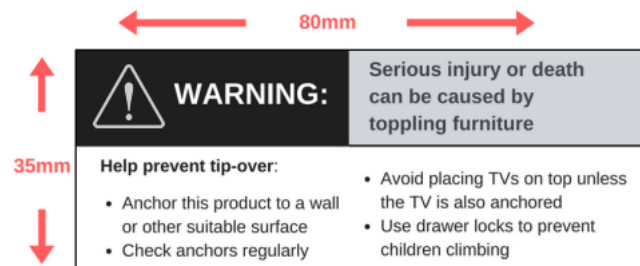 80mm
35mm
WARNING:
Serious injury or death
can be caused by
toppling furniture
Help prevent tip-over:
• Anchor this product to a wall
or other suitable surface
• Check anchors regularly
• Avoid placing TVs on top unless
the TV is also anchored
• Use drawer locks to prevent
children climbing